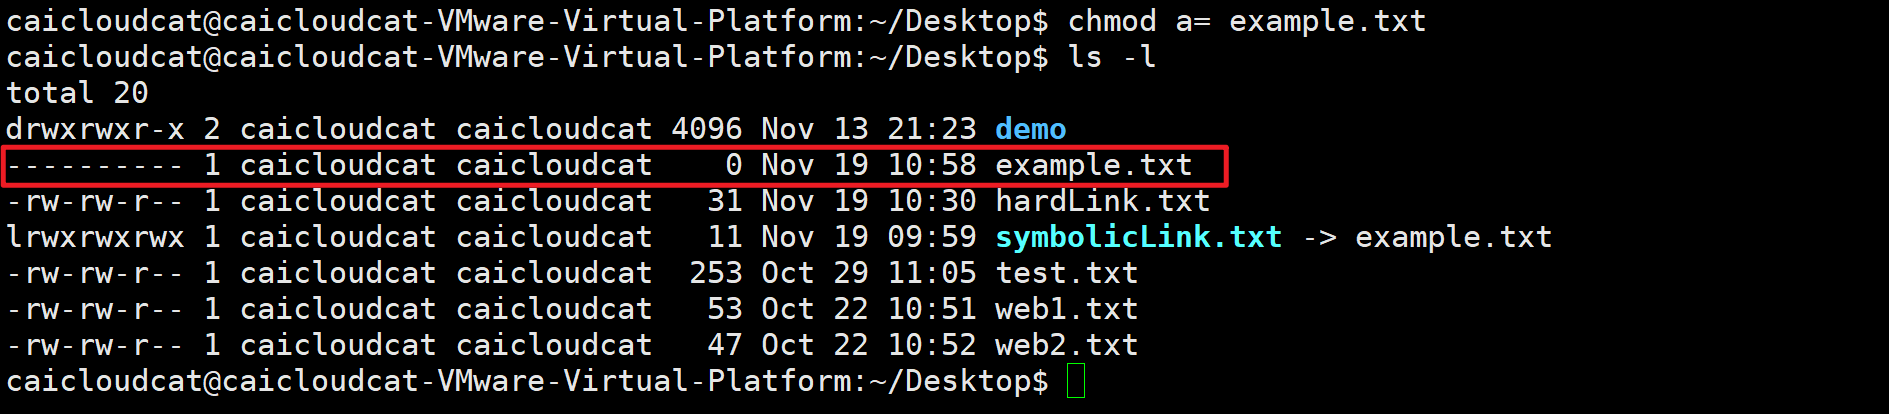 caicloudcat@caicloudcat-VMware-Virtual-Platform:~/Desktop$ chmod a= example.txt
caicloudcat@caicloudcat-VMware-Virtual-Platform:~/Desktop$ ls -l
total 20
drwxrwxr-x 2 caicloudcat caicloudcat 4096 Nov 13 21:23 demo
---------- 1 caicloudcat caicloudcat    0 Nov 19 10:58 example.txt
-rw-rw-r-- 1 caicloudcat caicloudcat   31 Nov 19 10:30 hardLink.txt
lrwxrwxrwx 1 caicloudcat caicloudcat   11 Nov 19 09:59 symbolicLink.txt -> example.txt
-rw-rw-r-- 1 caicloudcat caicloudcat  253 Oct 29 11:05 test.txt
-rw-rw-r-- 1 caicloudcat caicloudcat   53 Oct 22 10:51 web1.txt
-rw-rw-r-- 1 caicloudcat caicloudcat   47 Oct 22 10:52 web2.txt
caicloudcat@caicloudcat-VMware-Virtual-Platform:~/Desktop$